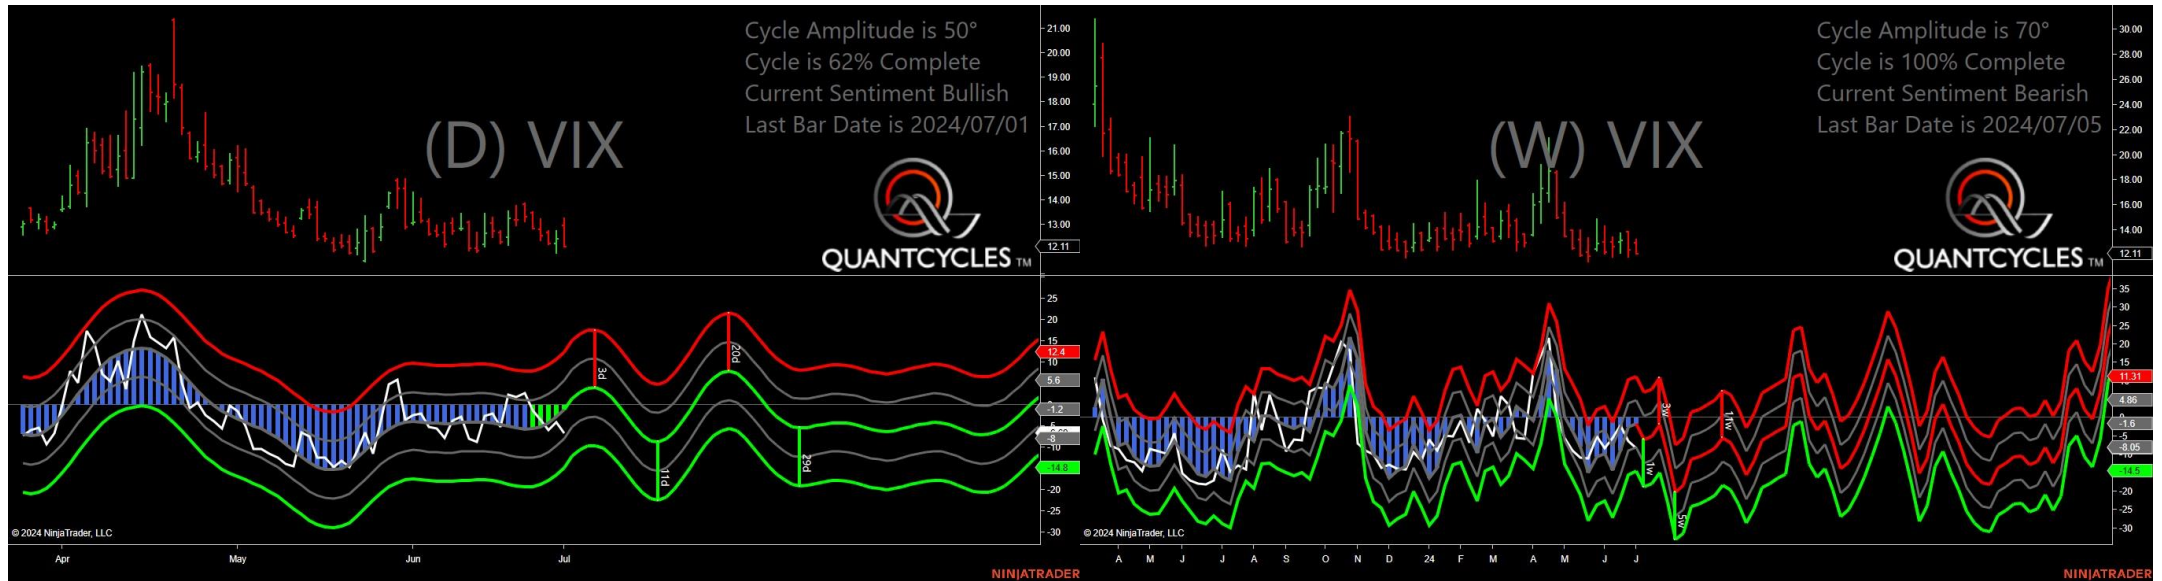 Cycle Amplitude is 50°
Cycle is 62% Complete
Current Sentiment Bullish
Last Bar Date is 2024/07/01
(D) VIX
QUANTCYCLES TM
21.00
20.00
19.00
18.00
17.00
16.00
15.00
14.00
13.00
12.11
25
20
15
12.4
10
5.6
-1.2
-8
-10
-14.8
-20
-25
-30
3d
11d
20d
29d
© 2024 NinjaTrader, LLC
Apr May Jun Jul
NINJATRADER
Cycle Amplitude is 70°
Cycle is 100% Complete
Current Sentiment Bearish
Last Bar Date is 2024/07/05
(W) VIX
QUANTCYCLES TM
30.00
28.00
26.00
24.00
22.00
20.00
18.00
16.00
14.00
12.11
35
30
25
20
15
11.31
4.86
-1.6
-5
-8.05
-14.5
-20
-25
-30
1w
3w
5w
11w
© 2024 NinjaTrader, LLC
A M J J A S O N D 24 F M A M J J
NINJATRADER